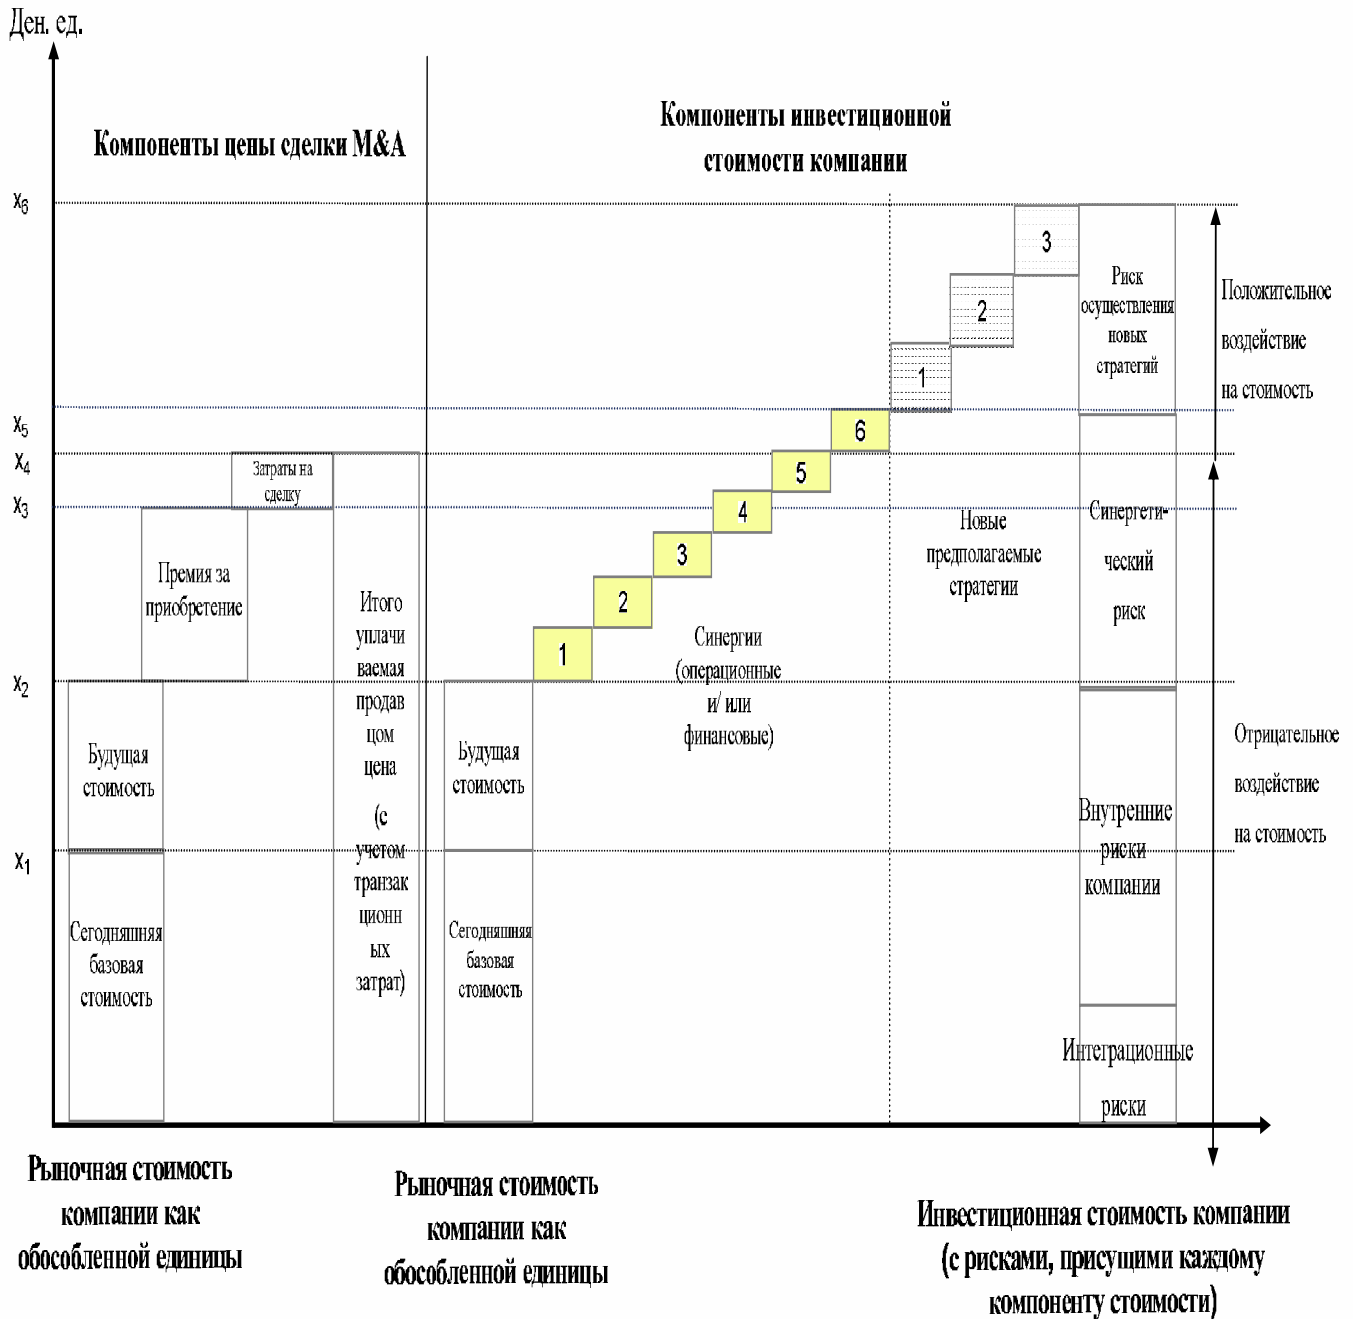 Ден. ед.
Компоненты цены сделки M&A
Компоненты инвестиционной
стоимости компании
x6
x5
x4
x3
x2
x1
Затраты на
сделку
Премия за
приобретение
Будущая
стоимость
Сегодняшняя
базовая
стоимость
Итого
уплачи
ваемая
продав
цом
цена
(с
учетом
транзак
ционн
ых
затрат)
Будущая
стоимость
Сегодняшняя
базовая
стоимость
1
2
3
4
5
6
Синергии
(операционные
и/ или
финансовые)
1
2
3
Новые
предполагаемые
стратегии
Риск
осуществления
новых
стратегий
Синергети-
ческий
риск
Внутренние
риски
компании
Интеграционные
риски
Положительное
воздействие
на стоимость
Отрицательное
воздействие
на стоимость
Рыночная стоимость
компании как
обособленной единицы
Рыночная стоимость
компании как
обособленной единицы
Инвестиционная стоимость компании
(с рисками, присущими каждому
компоненту стоимости)